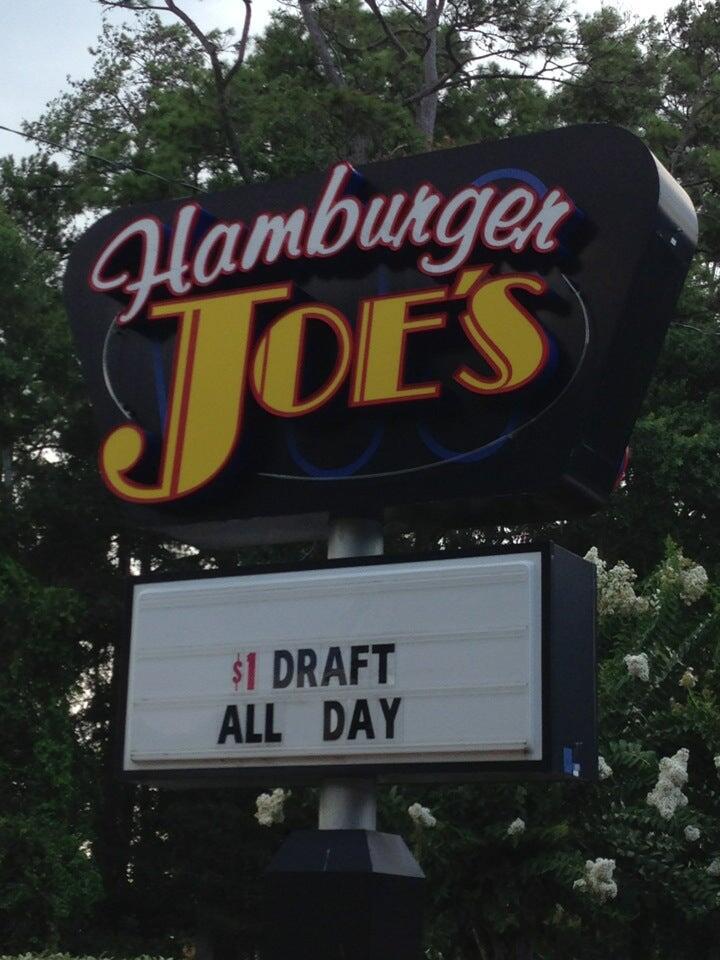 Hamburger
JOE'S
$1 DRAFT
ALL DAY